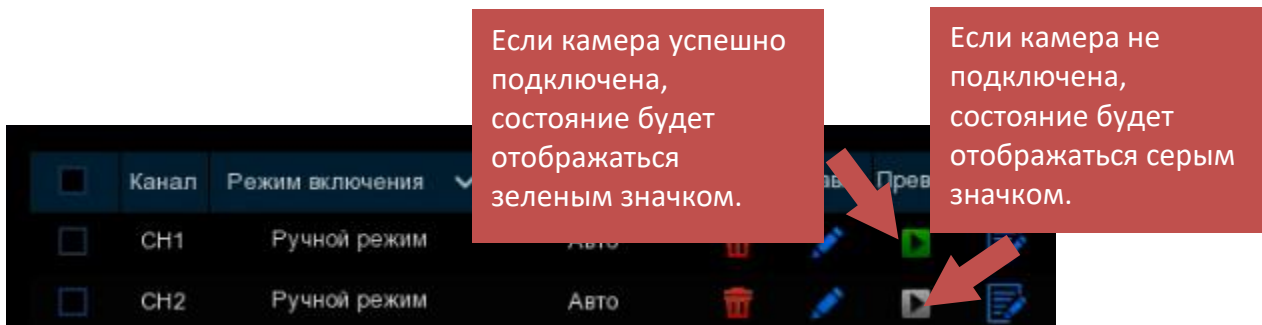 Если камера успешно
подключена,
состояние будет
отображаться
зеленым значком.
Если камера не
подключена,
состояние будет
отображаться серым
значком.
Канал Режим включения
CH1 Ручной режим Авто
CH2 Ручной режим Авто